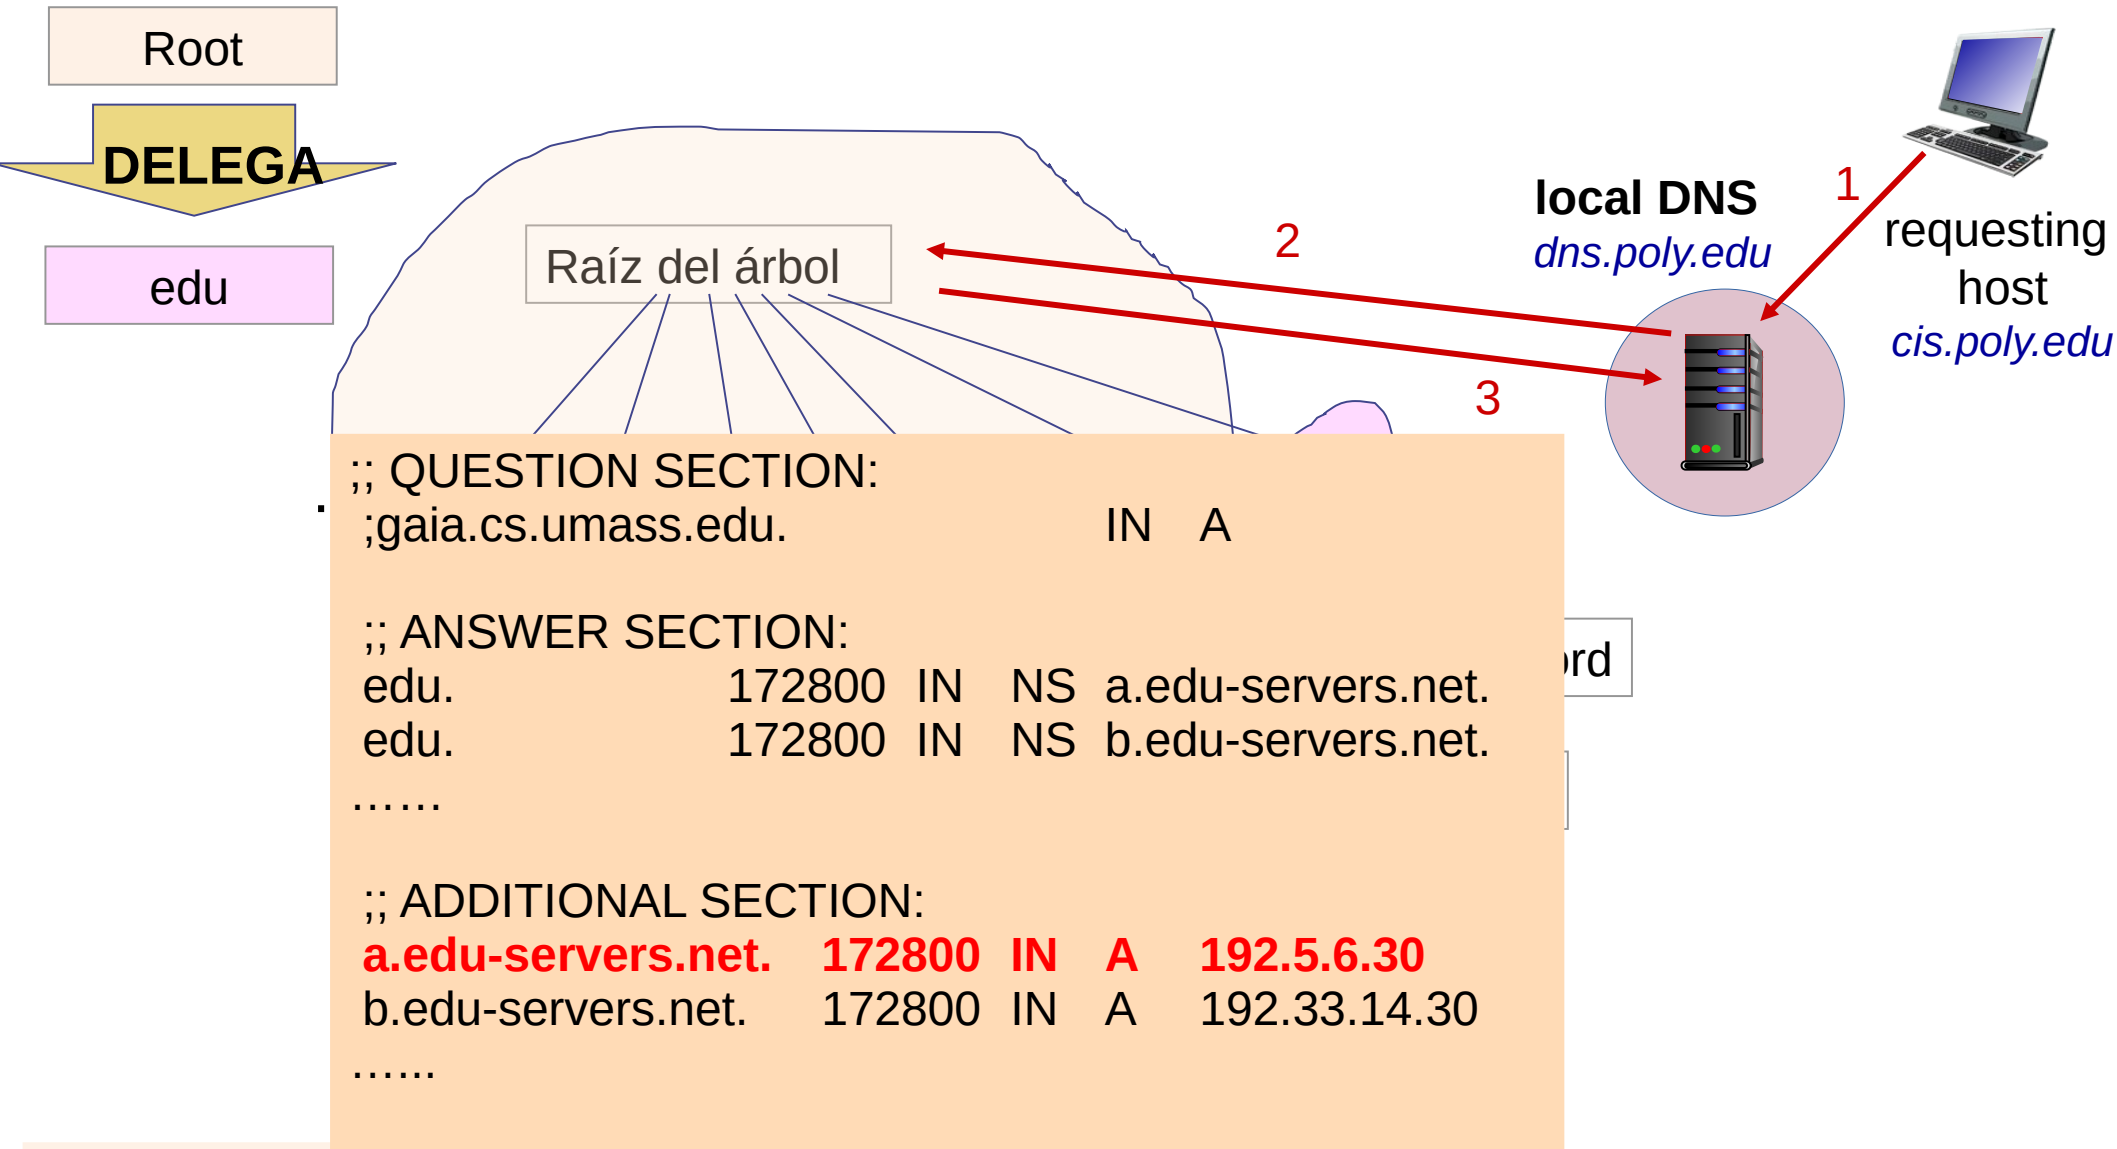 Root
DELEGA
edu
Raíz del árbol
local DNS
dns.poly.edu
1
2
3
requesting
host
cis.poly.edu
.
;; QUESTION SECTION:
;gaia.cs.umass.edu. IN A
;; ANSWER SECTION:
edu. 172800 IN NS a.edu-servers.net.
edu. 172800 IN NS b.edu-servers.net.
……
;; ADDITIONAL SECTION:
a.edu-servers.net. 172800 IN A 192.5.6.30
b.edu-servers.net. 172800 IN A 192.33.14.30
…...